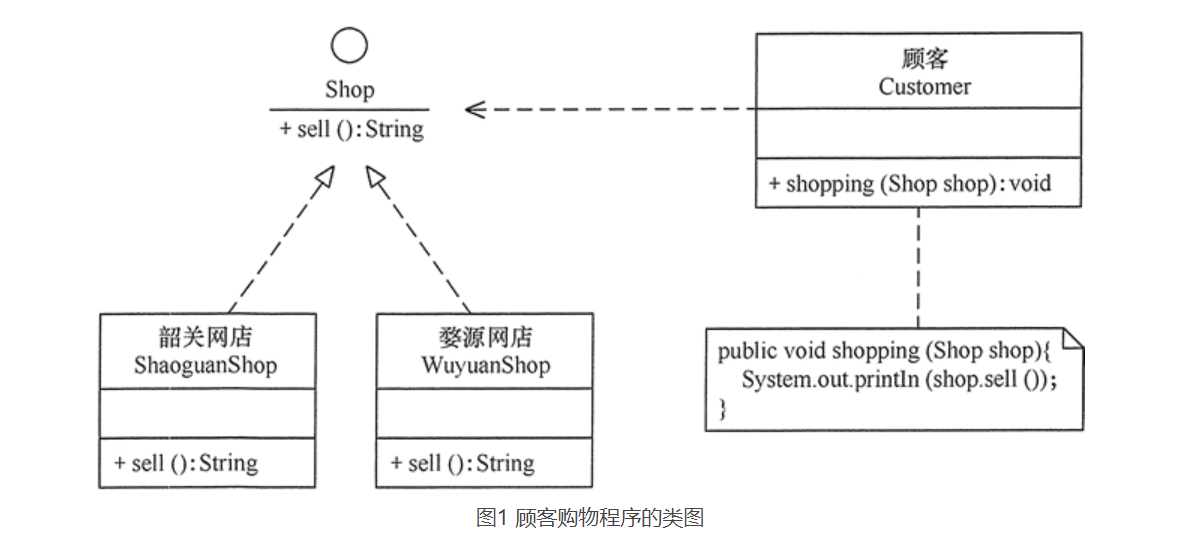 Shop
+ sell ():String
顾客
Customer
+ shopping (Shop shop):void
韶关网店
ShaoguanShop
+ sell ():String
婺源网店
WuyuanShop
+ sell ():String
public void shopping (Shop shop){
System.out.println (shop.sell ());
}
图1 顾客购物程序的类图